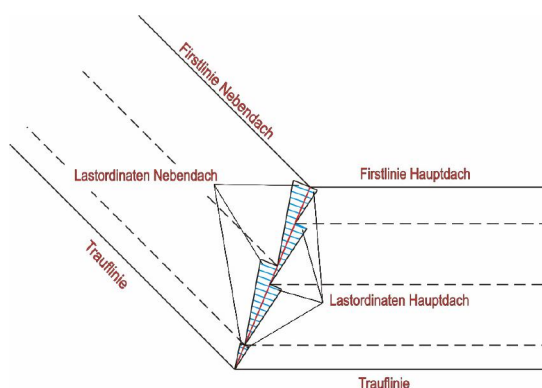 Firstlinie Nebendach
Lastordinaten Nebendach
Firstlinie Hauptdach
Trauflinie
Lastordinaten Hauptdach
Trauflinie